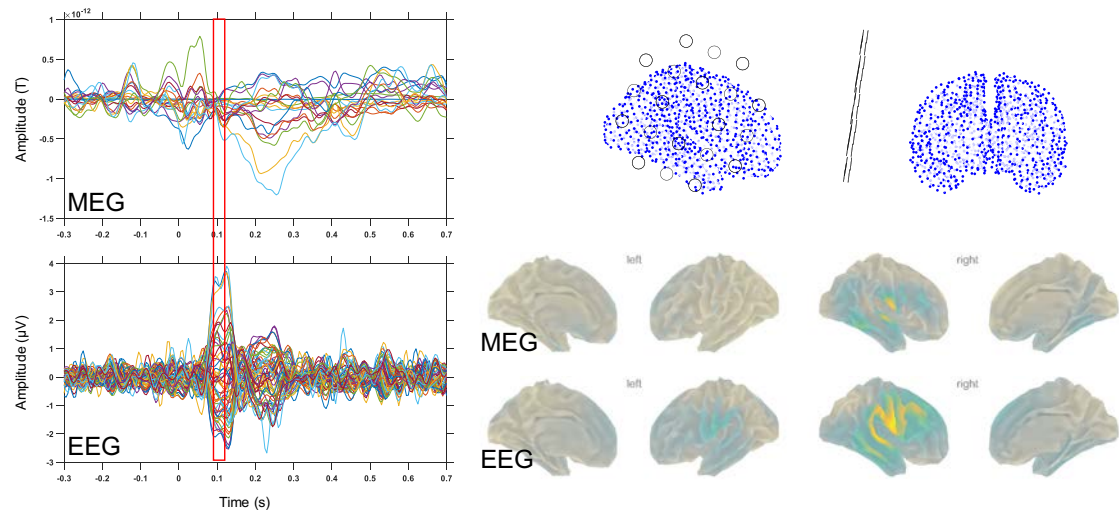 ×10⁻¹²
1
0.5
0
-0.5
-1
-1.5
Amplitude (T)
MEG
-0.3 -0.2 -0.1 0 0.1 0.2 0.3 0.4 0.5 0.6 0.7
4
3
2
1
0
-1
-2
-3
Amplitude (µV)
EEG
-0.3 -0.2 -0.1 0 0.1 0.2 0.3 0.4 0.5 0.6 0.7
Time (s)
left right
MEG
left right
EEG